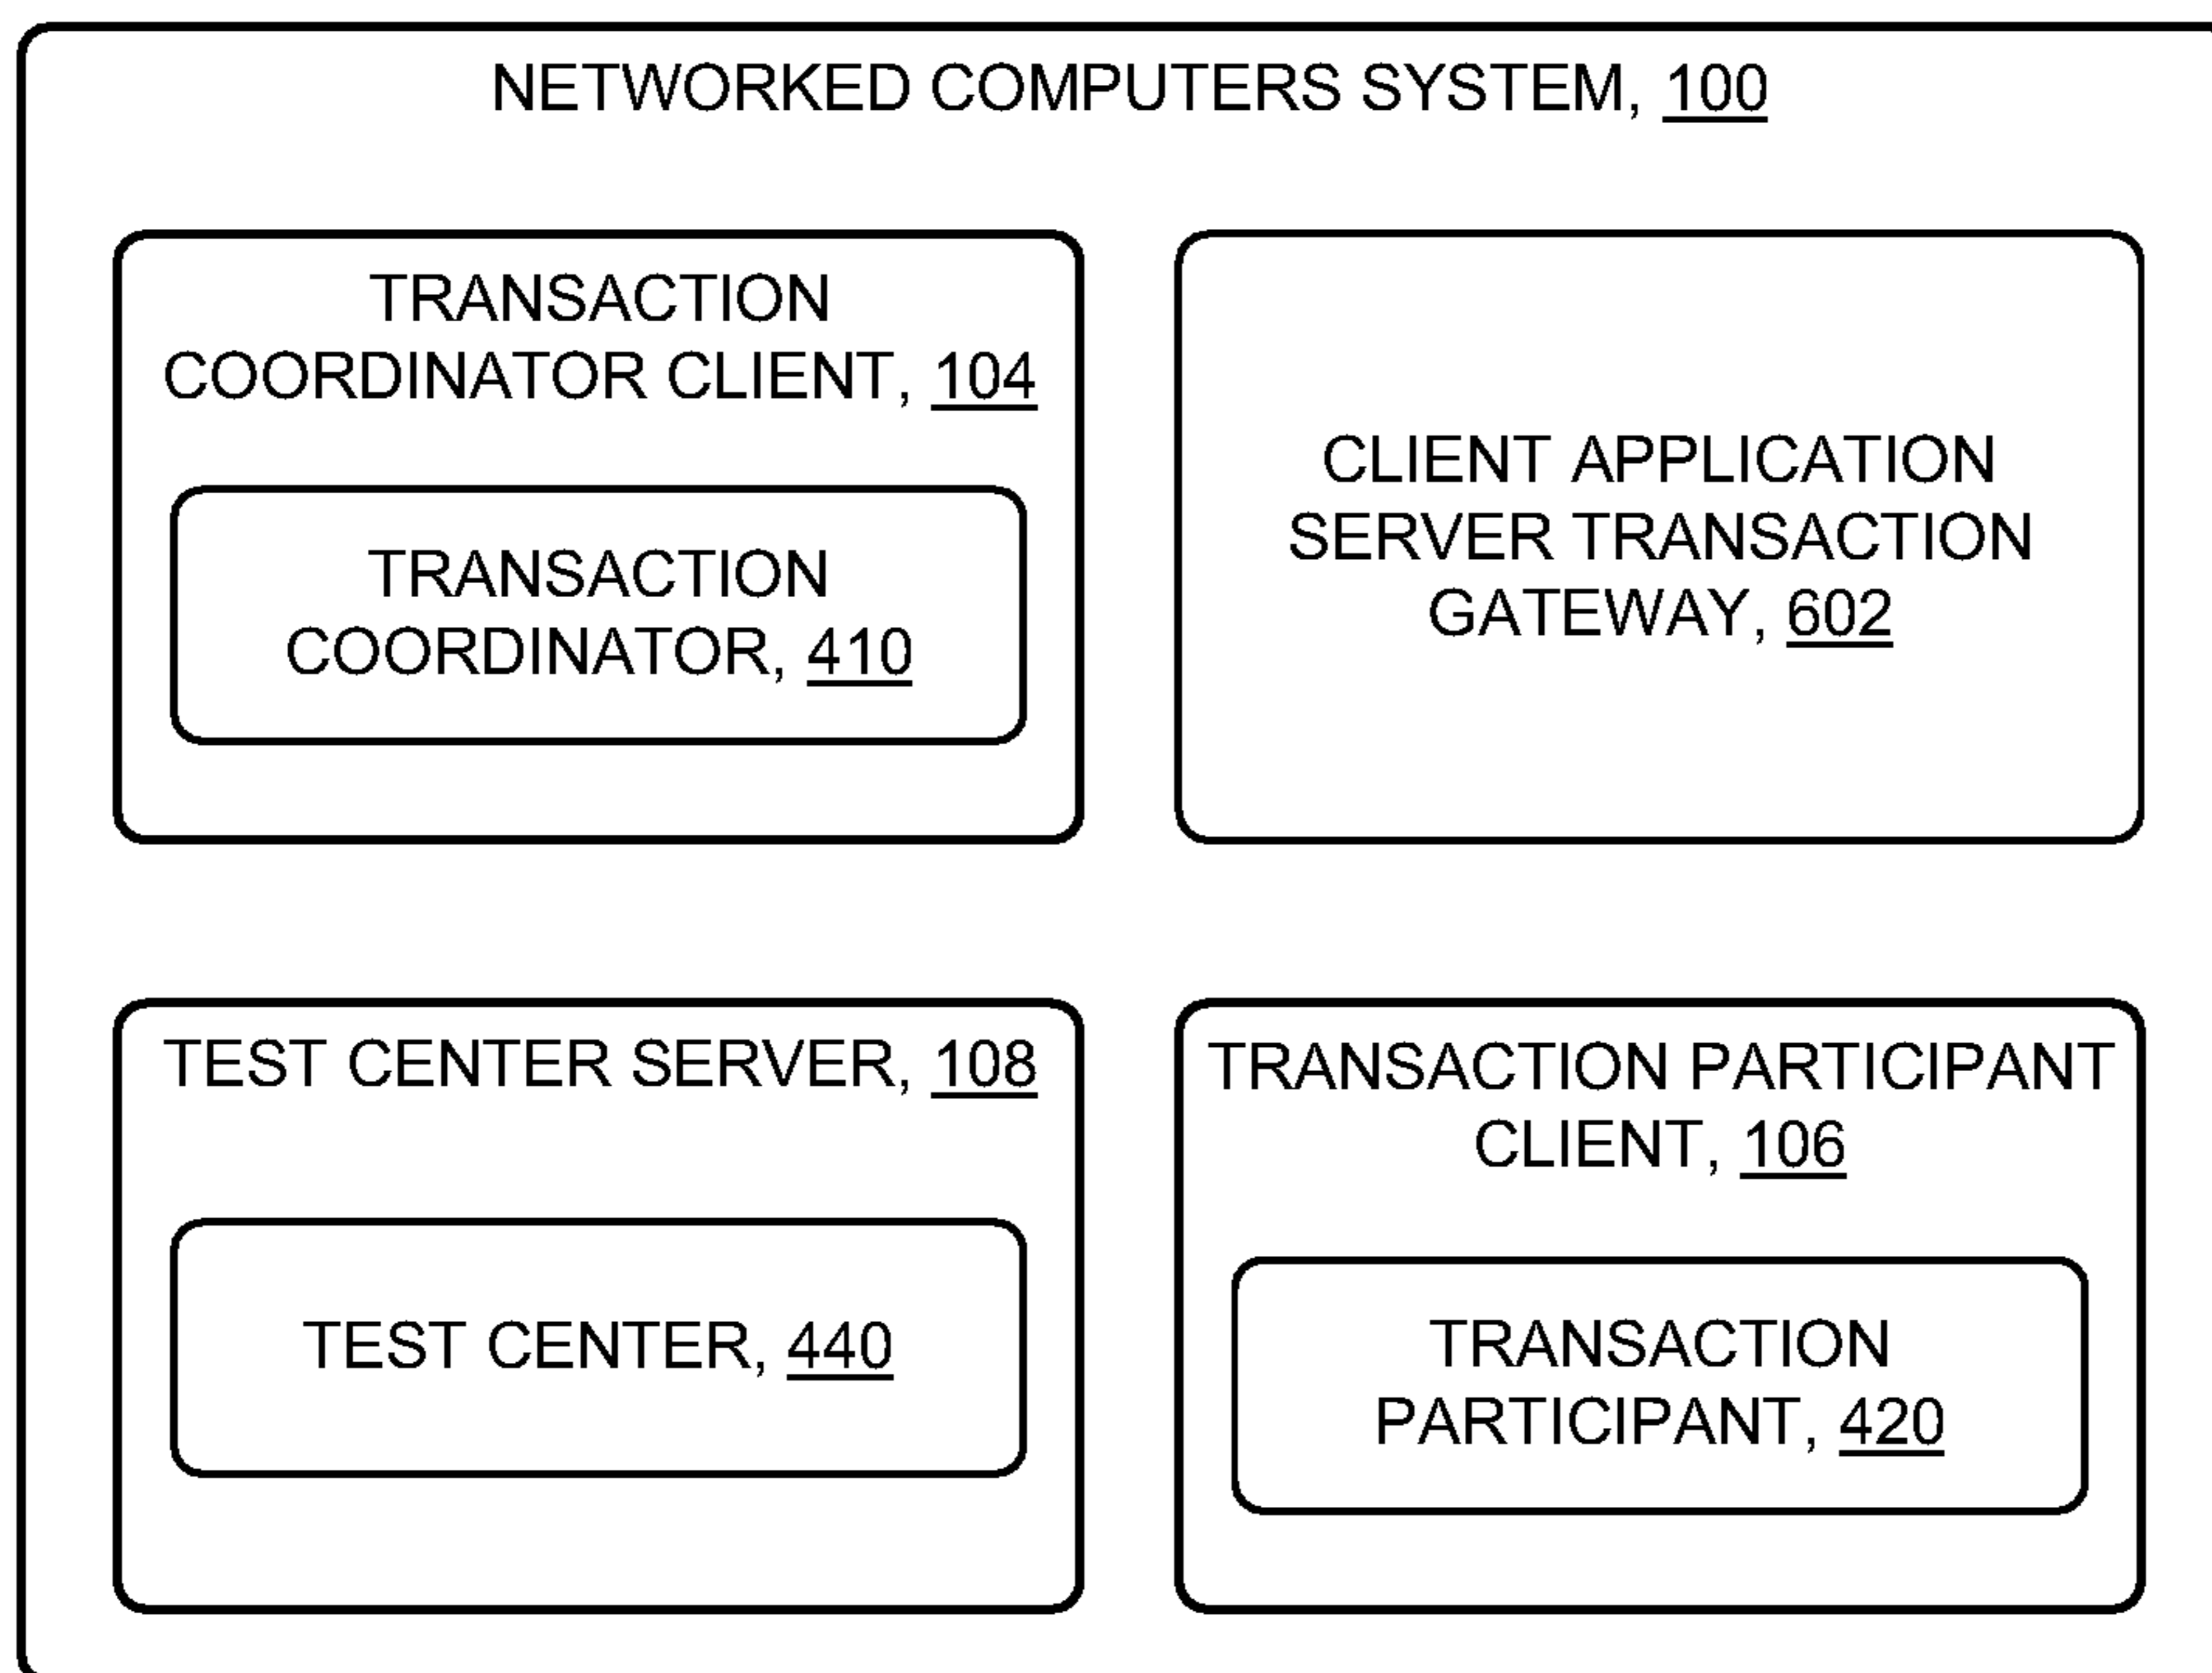 NETWORKED COMPUTERS SYSTEM, 100
TRANSACTION
COORDINATOR CLIENT, 104
TRANSACTION
COORDINATOR, 410
CLIENT APPLICATION
SERVER TRANSACTION
GATEWAY, 602
TEST CENTER SERVER, 108
TEST CENTER, 440
TRANSACTION PARTICIPANT
CLIENT, 106
TRANSACTION
PARTICIPANT, 420